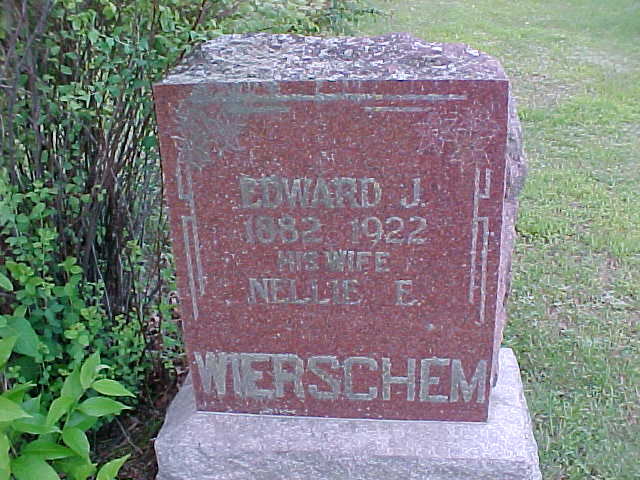 EDWARD J.
1882 1922
HIS WIFE
NELLIE E.
WIERSCHEM